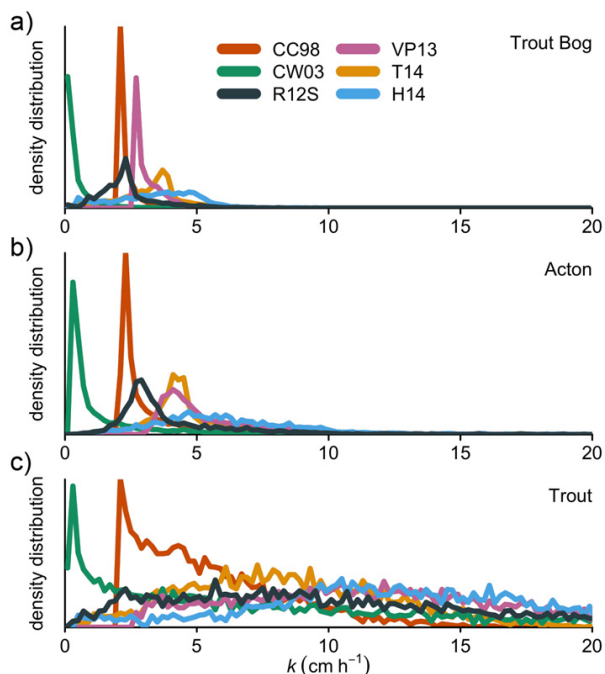 a)
Trout Bog
CC98 VP13
CW03 T14
R12S H14
density distribution
0 5 10 15 20
b)
Acton
density distribution
0 5 10 15 20
c)
Trout
density distribution
0 5 10 15 20
k (cm h⁻¹)